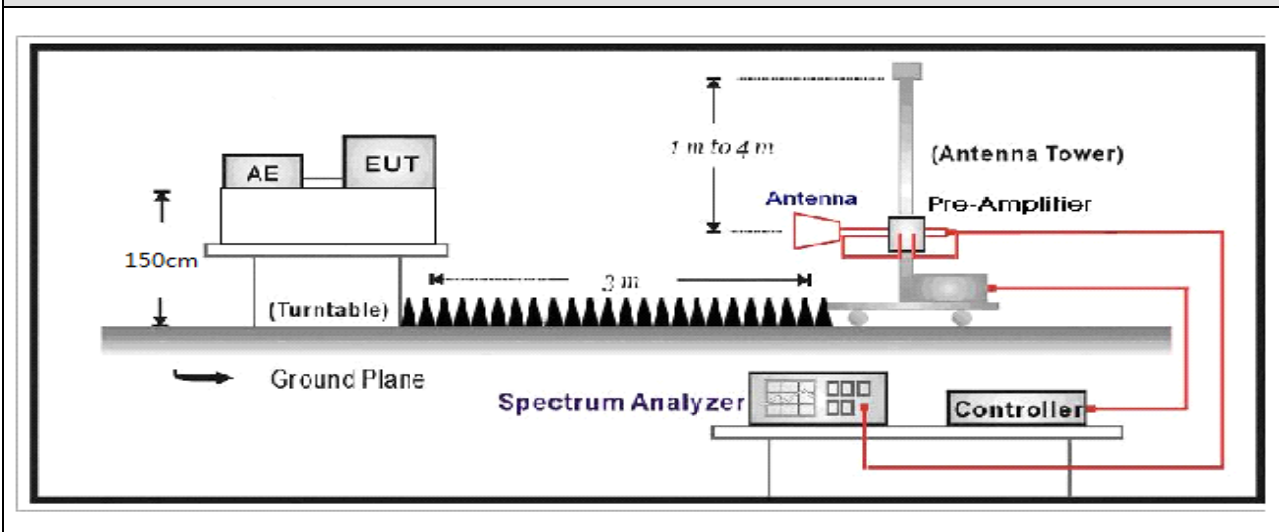 1 m to 4 m
(Antenna Tower)
AE
EUT
Antenna
Pre-Amplifier
150cm
3 m
(Turntable)
Ground Plane
Spectrum Analyzer
Controller